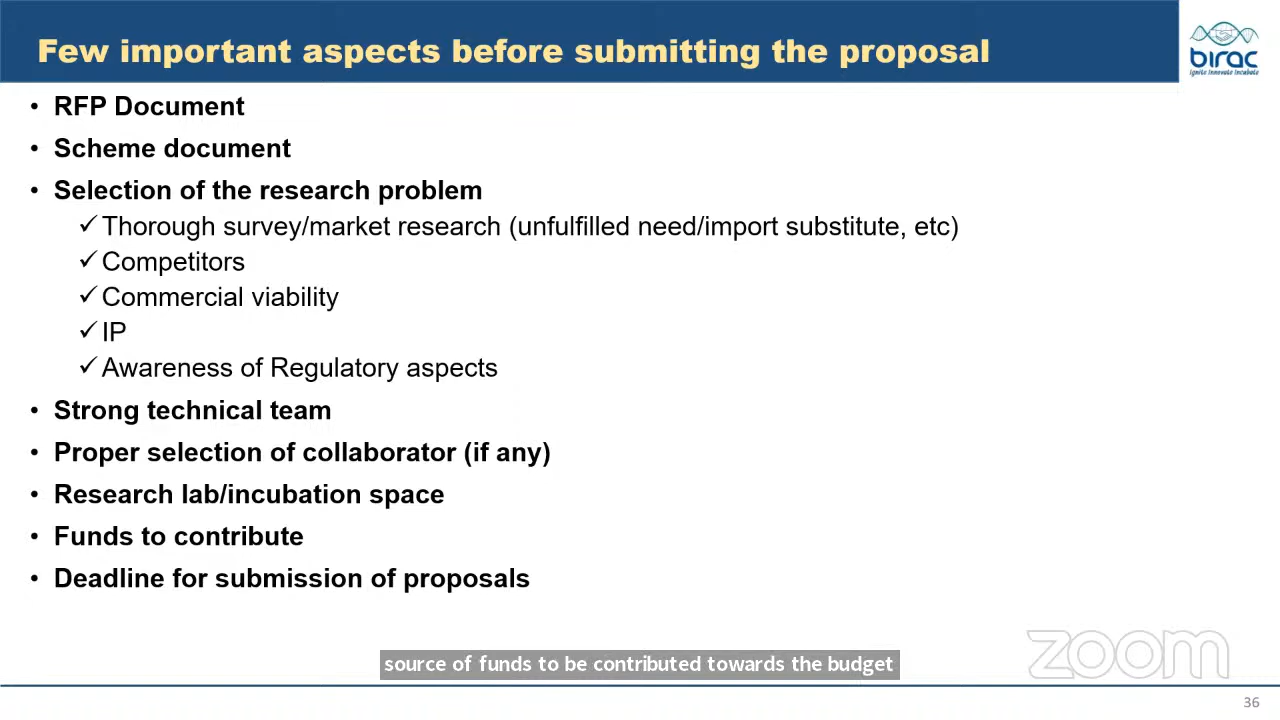 Few important aspects before submitting the proposal
birac
Ignite Innovate Incubate
• RFP Document
• Scheme document
• Selection of the research problem
✓Thorough survey/market research (unfulfilled need/import substitute, etc)
✓Competitors
✓Commercial viability
✓IP
✓Awareness of Regulatory aspects
• Strong technical team
• Proper selection of collaborator (if any)
• Research lab/incubation space
• Funds to contribute
• Deadline for submission of proposals
zoom
source of funds to be contributed towards the budget
36